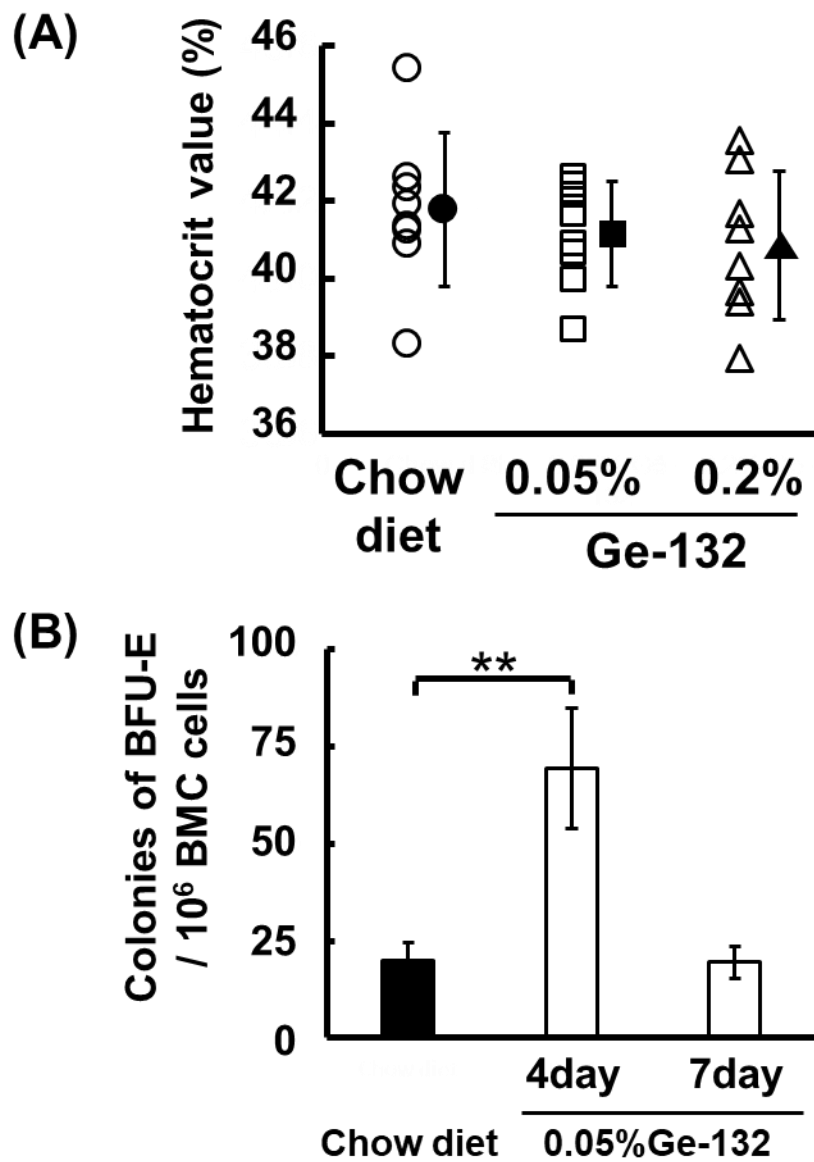 (A)
Hematocrit value (%)
46
44
42
40
38
36
Chow diet
0.05%
0.2%
Ge-132
(B)
Colonies of BFU-E
/ 10⁶ BMC cells
100
75
50
25
0
**
4day
7day
Chow diet
0.05%Ge-132